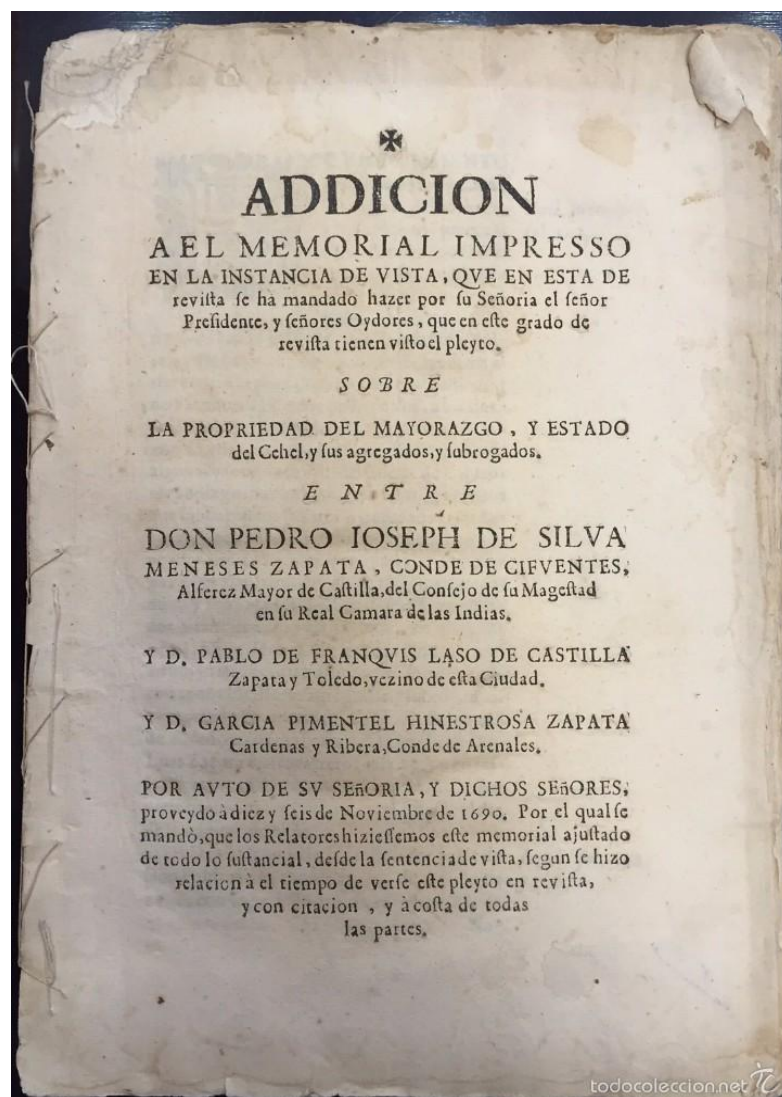 ✠
ADDICION
A EL MEMORIAL IMPRESSO
EN LA INSTANCIA DE VISTA, QVE EN ESTA DE
reviſta ſe ha mandado hazer por ſu Señoria el ſeñor
Preſidente, y ſeñores Oydores, que en eſte grado de
reviſta tienen viſto el pleyto.
SOBRE
LA PROPRIEDAD DEL MAYORAZGO, Y ESTADO
del Cehel, y ſus agregados, y ſubrogados.
ENTRE
DON PEDRO IOSEPH DE SILVA
MENESES ZAPATA, CONDE DE CIFVENTES,
Alferez Mayor de Caſtilla, del Conſejo de ſu Mageſtad
en ſu Real Camara de las Indias.
Y D. PABLO DE FRANQVIS LASO DE CASTILLA
Zapata y Toledo, vezino de eſta Ciudad.
Y D. GARCIA PIMENTEL HINESTROSA ZAPATA
Cardenas y Ribera, Conde de Arenales.
POR AVTO DE SV SEñORIA, Y DICHOS SEñORES,
proveydo à diez y ſeis de Noviembre de 1690. Por el qual ſe
mandò, que los Relatores hizieſſemos eſte memorial ajuſtado
de todo lo ſuſtancial, deſde la ſentencia de viſta, ſegun ſe hizo
relacion à el tiempo de verſe eſte pleyto en reviſta,
y con citacion, y à coſta de todas
las partes.
todocoleccion.net